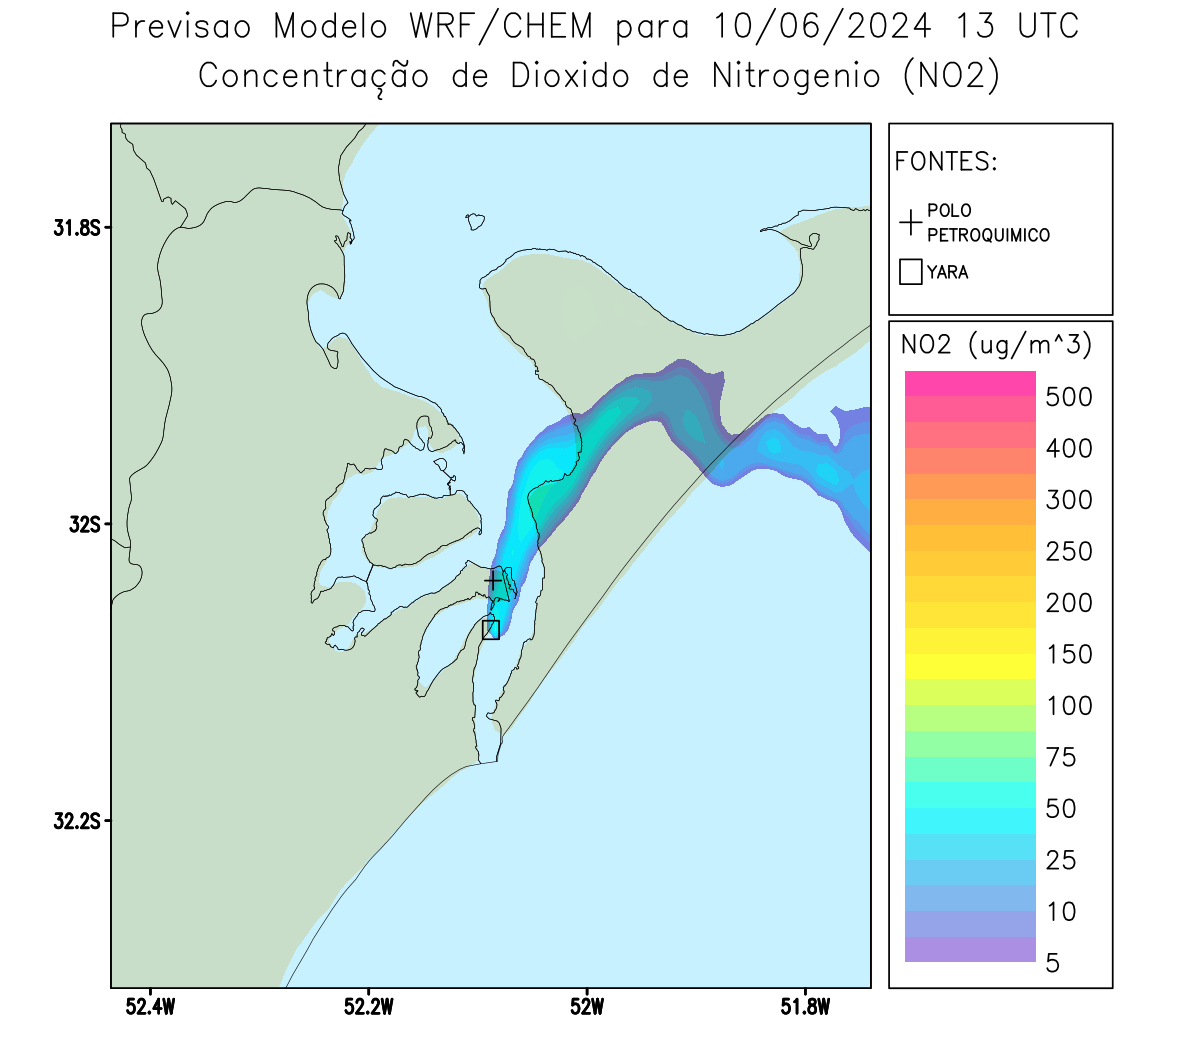 Previsao Modelo WRF/CHEM para 10/06/2024 13 UTC
Concentração de Dioxido de Nitrogenio (NO2)
FONTES:
POLO
PETROQUIMICO
YARA
NO2 (ug/m^3)
500
400
300
250
200
150
100
75
50
25
10
5
31.8S
32S
32.2S
52.4W
52.2W
52W
51.8W